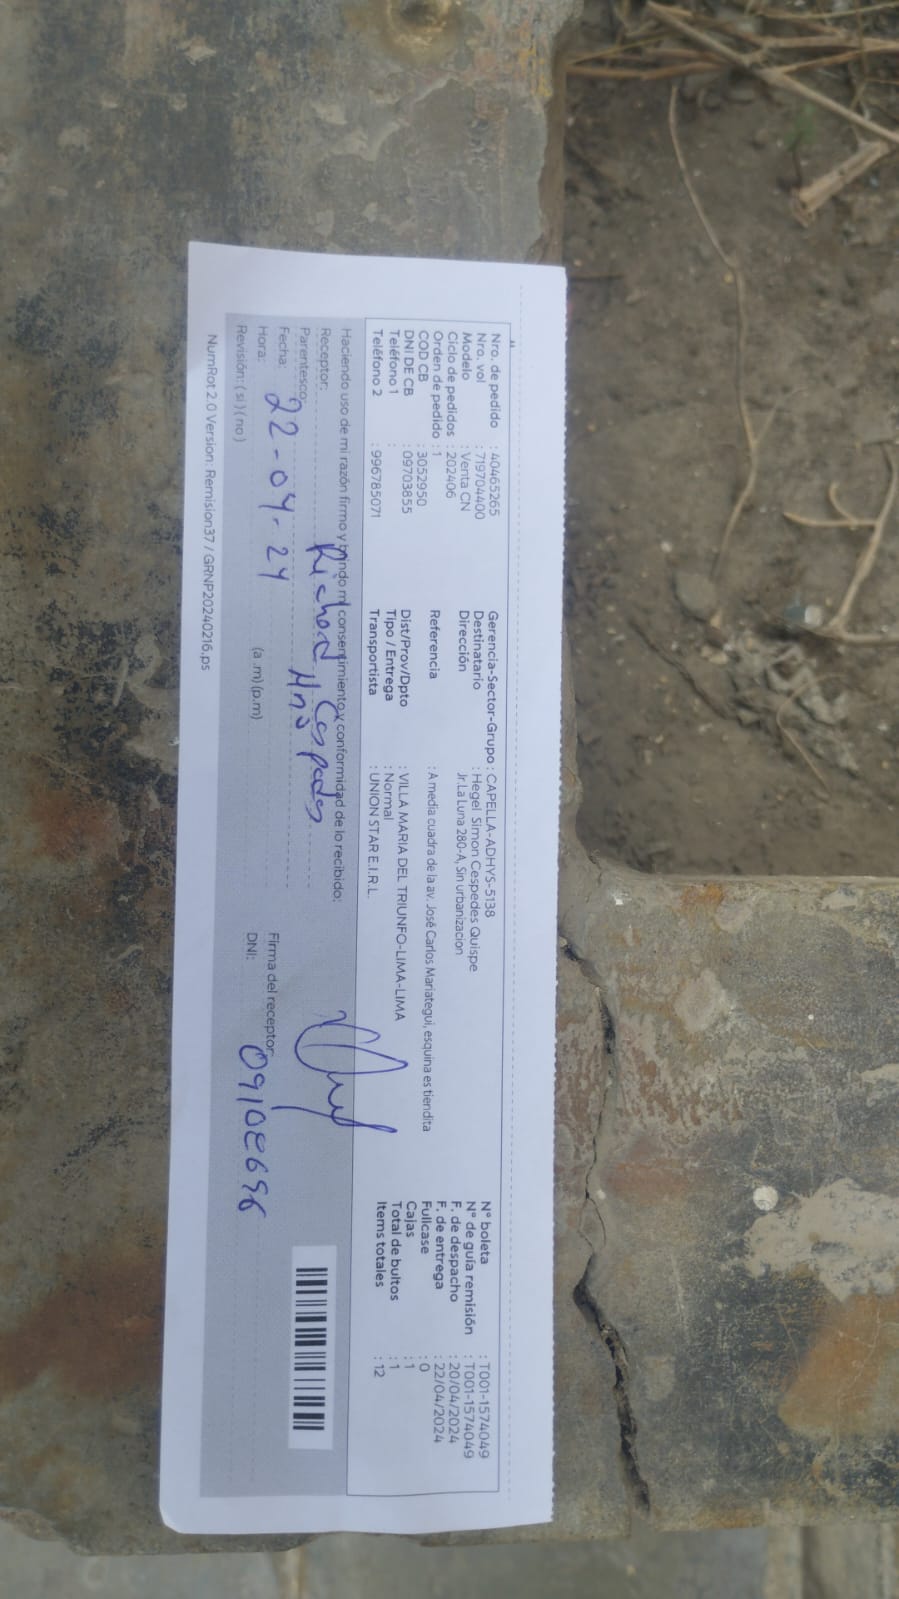 Nro. de pedido : 40465265
Nro. vol : 719704400
Modelo : Venta CN
Ciclo de pedidos : 202406
Orden de pedido : 1
COD CB : 3052950
DNI DE CB : 09703855
Teléfono 1 :
Teléfono 2 : 996785071
Gerencia-Sector-Grupo : CAPELLA-ADHYS-5138
Destinatario : Hegel Simon Cespedes Quispe
Dirección Jr.La Luna 280-A, Sin urbanizacion
Referencia : A media cuadra de la av. José Carlos Mariategui, esquina es tiendita
Dist/Prov/Dpto : VILLA MARIA DEL TRIUNFO-LIMA-LIMA
Tipo / Entrega : Normal
Transportista : UNION STAR E.I.R.L.
N° boleta : T001-1574049
N° de guía remisión : T001-1574049
F. de despacho : 20/04/2024
F. de entrega : 22/04/2024
Fullcase : 0
Cajas : 1
Total de bultos : 1
Items totales : 12
Haciendo uso de mi razón firmo y brindo mi consentimiento y conformidad de lo recibido:
Receptor: Richard Cespedes
Parentesco:
Fecha: 22-04-24
Hora: (a .m) (p.m)
Revisión: ( si ) ( no )
Firma del receptor:
DNI:
NumRot 2.0 Version: Remision37 / GRNP20240216.ps